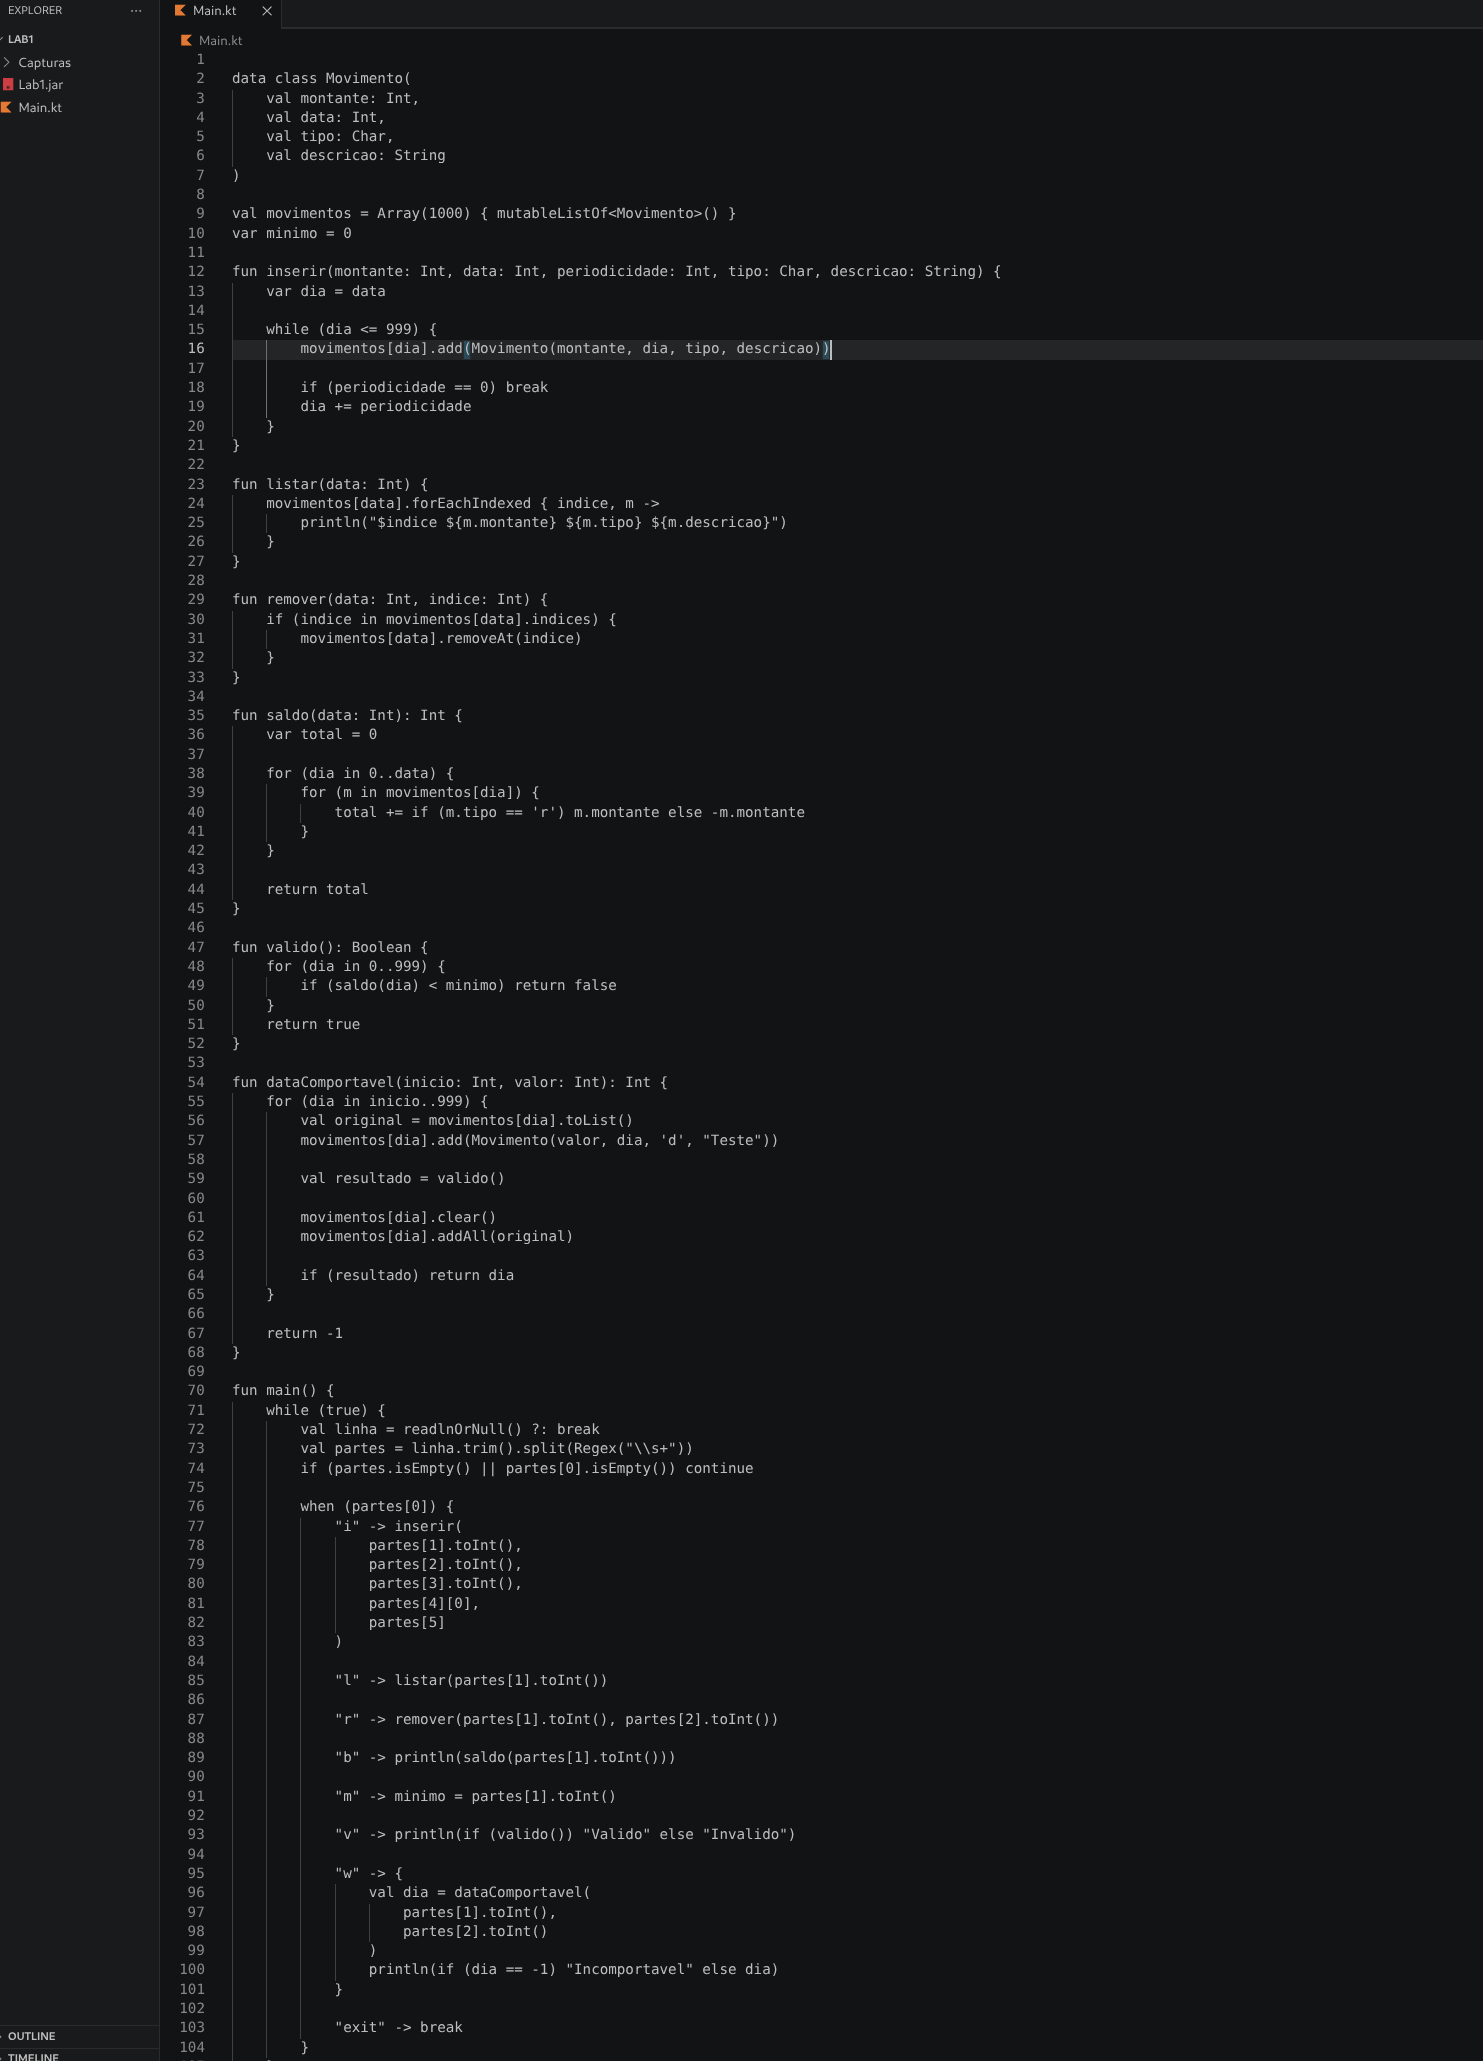 EXPLORER
Main.kt
LAB1
Capturas
Lab1.jar
Main.kt
Main.kt
1
2 data class Movimento(
3     val montante: Int,
4     val data: Int,
5     val tipo: Char,
6     val descricao: String
7 )
8
9 val movimentos = Array(1000) { mutableListOf<Movimento>() }
10 var minimo = 0
11
12 fun inserir(montante: Int, data: Int, periodicidade: Int, tipo: Char, descricao: String) {
13     var dia = data
14
15     while (dia <= 999) {
16         movimentos[dia].add(Movimento(montante, dia, tipo, descricao))
17
18         if (periodicidade == 0) break
19         dia += periodicidade
20     }
21 }
22
23 fun listar(data: Int) {
24     movimentos[data].forEachIndexed { indice, m ->
25         println("$indice ${m.montante} ${m.tipo} ${m.descricao}")
26     }
27 }
28
29 fun remover(data: Int, indice: Int) {
30     if (indice in movimentos[data].indices) {
31         movimentos[data].removeAt(indice)
32     }
33 }
34
35 fun saldo(data: Int): Int {
36     var total = 0
37
38     for (dia in 0..data) {
39         for (m in movimentos[dia]) {
40             total += if (m.tipo == 'r') m.montante else -m.montante
41         }
42     }
43
44     return total
45 }
46
47 fun valido(): Boolean {
48     for (dia in 0..999) {
49         if (saldo(dia) < minimo) return false
50     }
51     return true
52 }
53
54 fun dataComportavel(inicio: Int, valor: Int): Int {
55     for (dia in inicio..999) {
56         val original = movimentos[dia].toList()
57         movimentos[dia].add(Movimento(valor, dia, 'd', "Teste"))
58
59         val resultado = valido()
60
61         movimentos[dia].clear()
62         movimentos[dia].addAll(original)
63
64         if (resultado) return dia
65     }
66
67     return -1
68 }
69
70 fun main() {
71     while (true) {
72         val linha = readlnOrNull() ?: break
73         val partes = linha.trim().split(Regex("\\s+"))
74         if (partes.isEmpty() || partes[0].isEmpty()) continue
75
76         when (partes[0]) {
77             "i" -> inserir(
78                 partes[1].toInt(),
79                 partes[2].toInt(),
80                 partes[3].toInt(),
81                 partes[4][0],
82                 partes[5]
83             )
84
85             "l" -> listar(partes[1].toInt())
86
87             "r" -> remover(partes[1].toInt(), partes[2].toInt())
88
89             "b" -> println(saldo(partes[1].toInt()))
90
91             "m" -> minimo = partes[1].toInt()
92
93             "v" -> println(if (valido()) "Valido" else "Invalido")
94
95             "w" -> {
96                 val dia = dataComportavel(
97                     partes[1].toInt(),
98                     partes[2].toInt()
99                 )
100                 println(if (dia == -1) "Incomportavel" else dia)
101             }
102
103             "exit" -> break
104         }
OUTLINE
TIMELINE